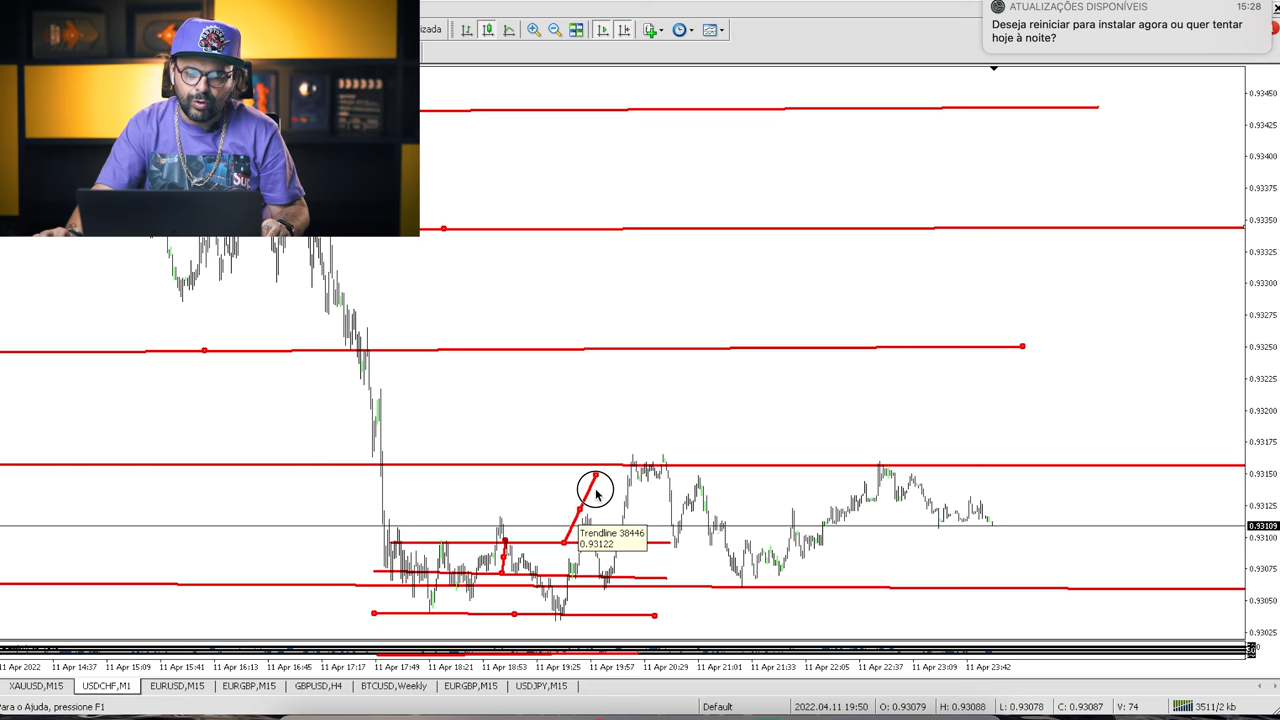 ATUALIZAÇÕES DISPONÍVEIS 15:28
Deseja reiniciar para instalar agora ou quer tentar
hoje à noite?
izada
0.93450
0.93425
0.93400
0.93375
0.93350
0.93325
0.93300
0.93275
0.93250
0.93225
0.93200
0.93175
0.93150
0.93125
0.93109
0.93100
0.93075
0.93050
0.93025
Trendline 38446
0.93122
11 Apr 2022 11 Apr 14:37 11 Apr 15:09 11 Apr 15:41 11 Apr 16:13 11 Apr 16:45 11 Apr 17:17 11 Apr 17:49 11 Apr 18:21 11 Apr 18:53 11 Apr 19:25 11 Apr 19:57 11 Apr 20:29 11 Apr 21:01 11 Apr 21:33 11 Apr 22:05 11 Apr 22:37 11 Apr 23:09 11 Apr 23:42
XAUUSD,M15 USDCHF,M1 EURUSD,M15 EURGBP,M15 GBPUSD,H4 BTCUSD,Weekly EURGBP,M15 USDJPY,M15
Para o Ajuda, pressione F1 Default 2022.04.11 19:50 O: 0.93079 H: 0.93088 L: 0.93078 C: 0.93087 V: 74 3511/2 kb